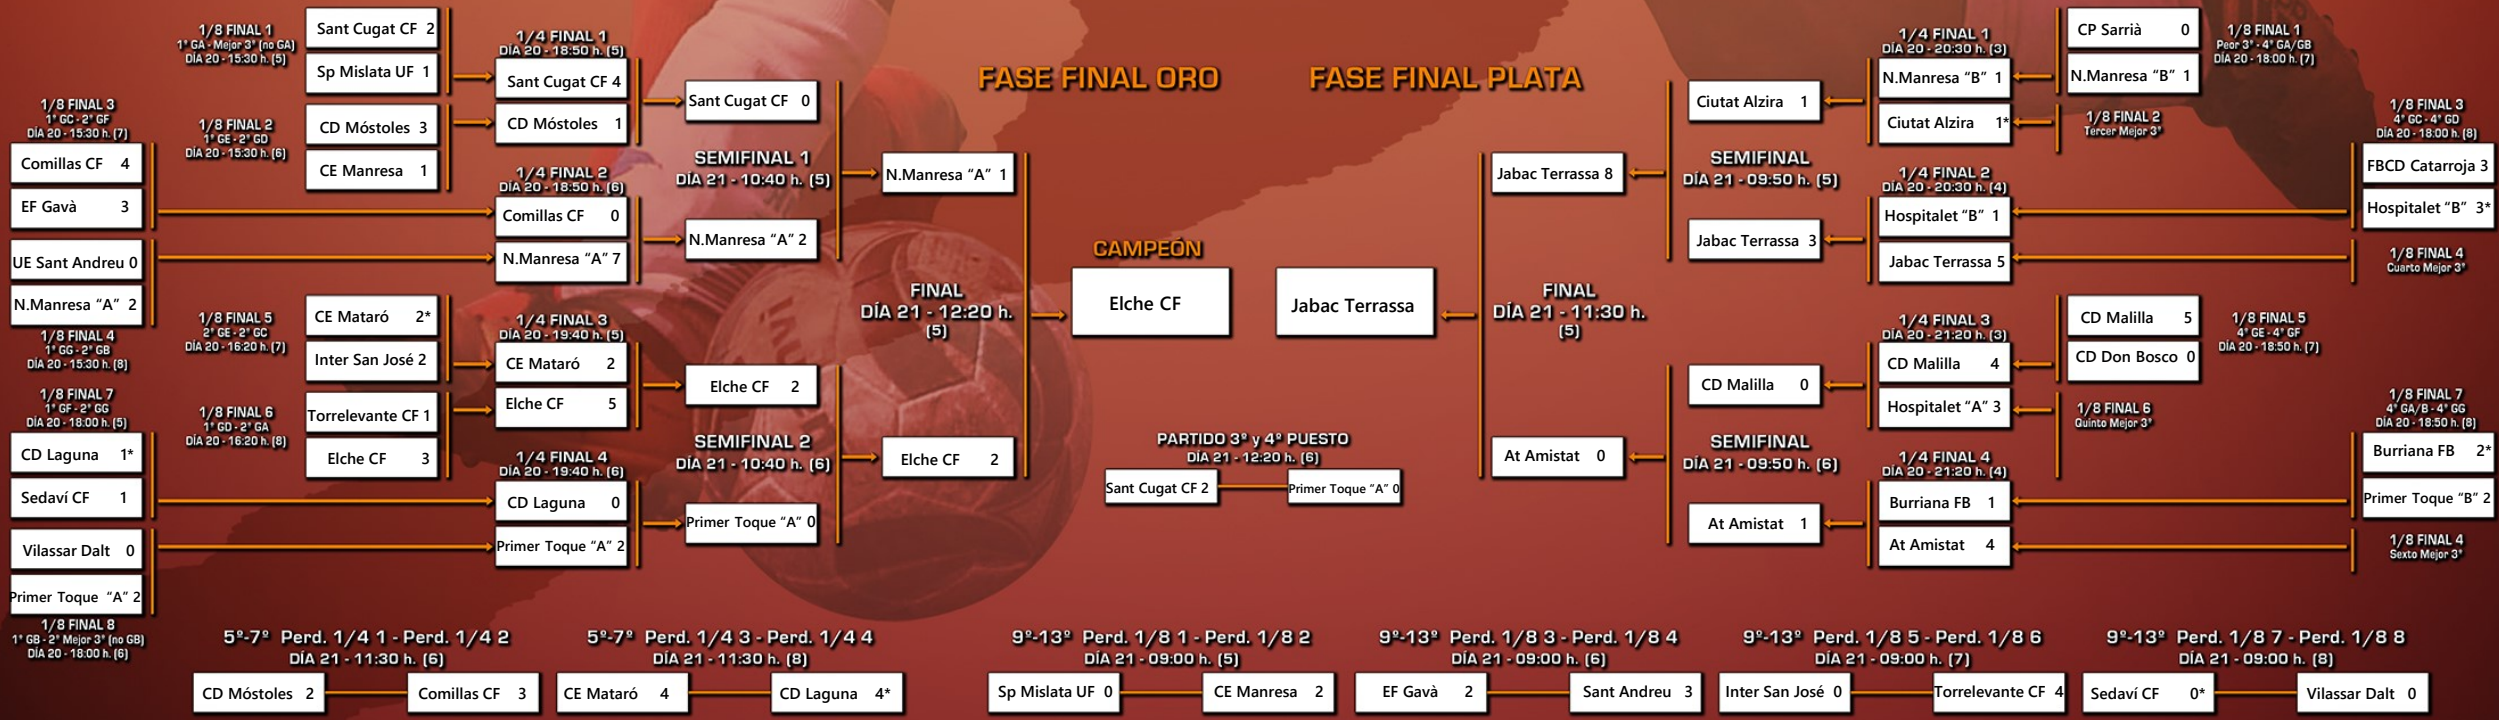 FASE FINAL ORO
1/8 FINAL 1
1º GA - Mejor 3º (no GA)
DÍA 20 - 15:30 h. (5)
Sant Cugat CF 2
Sp Mislata UF 1
1/8 FINAL 2
1º GE - 2º GD
DÍA 20 - 15:30 h. (6)
CD Móstoles 3
CE Manresa 1
1/8 FINAL 3
1º GC - 2º GF
DÍA 20 - 15:30 h. (7)
Comillas CF 4
EF Gavà 3
UE Sant Andreu 0
N.Manresa “A” 2
1/8 FINAL 4
1º GG - 2º GB
DÍA 20 - 15:30 h. (8)
1/8 FINAL 5
2º GE - 2º GC
DÍA 20 - 16:20 h. (7)
CE Mataró 2*
Inter San José 2
1/8 FINAL 6
1º GD - 2º GA
DÍA 20 - 16:20 h. (8)
Torrelevante CF 1
Elche CF 3
1/8 FINAL 7
1º GF - 2º GG
DÍA 20 - 18:00 h. (5)
CD Laguna 1*
Sedaví CF 1
Vilassar Dalt 0
Primer Toque “A” 2
1/8 FINAL 8
1º GB - 2º Mejor 3º (no GB)
DÍA 20 - 18:00 h. (6)
1/4 FINAL 1
DÍA 20 - 18:50 h. (5)
Sant Cugat CF 4
CD Móstoles 1
1/4 FINAL 2
DÍA 20 - 18:50 h. (6)
Comillas CF 0
N.Manresa “A” 7
1/4 FINAL 3
DÍA 20 - 19:40 h. (5)
CE Mataró 2
Elche CF 5
1/4 FINAL 4
DÍA 20 - 19:40 h. (6)
CD Laguna 0
Primer Toque “A” 2
Sant Cugat CF 0
SEMIFINAL 1
DÍA 21 - 10:40 h. (5)
N.Manresa “A” 2
Elche CF 2
SEMIFINAL 2
DÍA 21 - 10:40 h. (6)
Primer Toque “A” 0
N.Manresa “A” 1
FINAL
DÍA 21 - 12:20 h.
(5)
Elche CF 2
CAMPEÓN
Elche CF
PARTIDO 3º y 4º PUESTO
DÍA 21 - 12:20 h. (6)
Sant Cugat CF 2
Primer Toque “A” 0
FASE FINAL PLATA
Jabac Terrassa
Jabac Terrassa 8
FINAL
DÍA 21 - 11:30 h.
(5)
At Amistat 0
Ciutat Alzira 1
SEMIFINAL
DÍA 21 - 09:50 h. (5)
Jabac Terrassa 3
CD Malilla 0
SEMIFINAL
DÍA 21 - 09:50 h. (6)
At Amistat 1
1/4 FINAL 1
DÍA 20 - 20:30 h. (3)
N.Manresa “B” 1
Ciutat Alzira 1*
1/4 FINAL 2
DÍA 20 - 20:30 h. (4)
Hospitalet “B” 1
Jabac Terrassa 5
1/4 FINAL 3
DÍA 20 - 21:20 h. (3)
CD Malilla 4
Hospitalet “A” 3
1/4 FINAL 4
DÍA 20 - 21:20 h. (4)
Burriana FB 1
At Amistat 4
CP Sarrià 0
N.Manresa “B” 1
1/8 FINAL 1
Peor 3º - 4º GA/GB
DÍA 20 - 18:00 h. (7)
1/8 FINAL 2
Tercer Mejor 3º
1/8 FINAL 3
4º GC - 4º GD
DÍA 20 - 18:00 h. (8)
FBCD Catarroja 3
Hospitalet “B” 3*
1/8 FINAL 4
Cuarto Mejor 3º
CD Malilla 5
CD Don Bosco 0
1/8 FINAL 5
4º GE - 4º GF
DÍA 20 - 18:50 h. (7)
1/8 FINAL 6
Quinto Mejor 3º
1/8 FINAL 7
4º GA/B - 4º GG
DÍA 20 - 18:50 h. (8)
Burriana FB 2*
Primer Toque “B” 2
1/8 FINAL 4
Sexto Mejor 3º
5º-7º Perd. 1/4 1 - Perd. 1/4 2
DÍA 21 - 11:30 h. (6)
CD Móstoles 2
Comillas CF 3
5º-7º Perd. 1/4 3 - Perd. 1/4 4
DÍA 21 - 11:30 h. (8)
CE Mataró 4
CD Laguna 4*
9º-13º Perd. 1/8 1 - Perd. 1/8 2
DÍA 21 - 09:00 h. (5)
Sp Mislata UF 0
CE Manresa 2
9º-13º Perd. 1/8 3 - Perd. 1/8 4
DÍA 21 - 09:00 h. (6)
EF Gavà 2
Sant Andreu 3
9º-13º Perd. 1/8 5 - Perd. 1/8 6
DÍA 21 - 09:00 h. (7)
Inter San José 0
Torrelevante CF 4
9º-13º Perd. 1/8 7 - Perd. 1/8 8
DÍA 21 - 09:00 h. (8)
Sedaví CF 0*
Vilassar Dalt 0